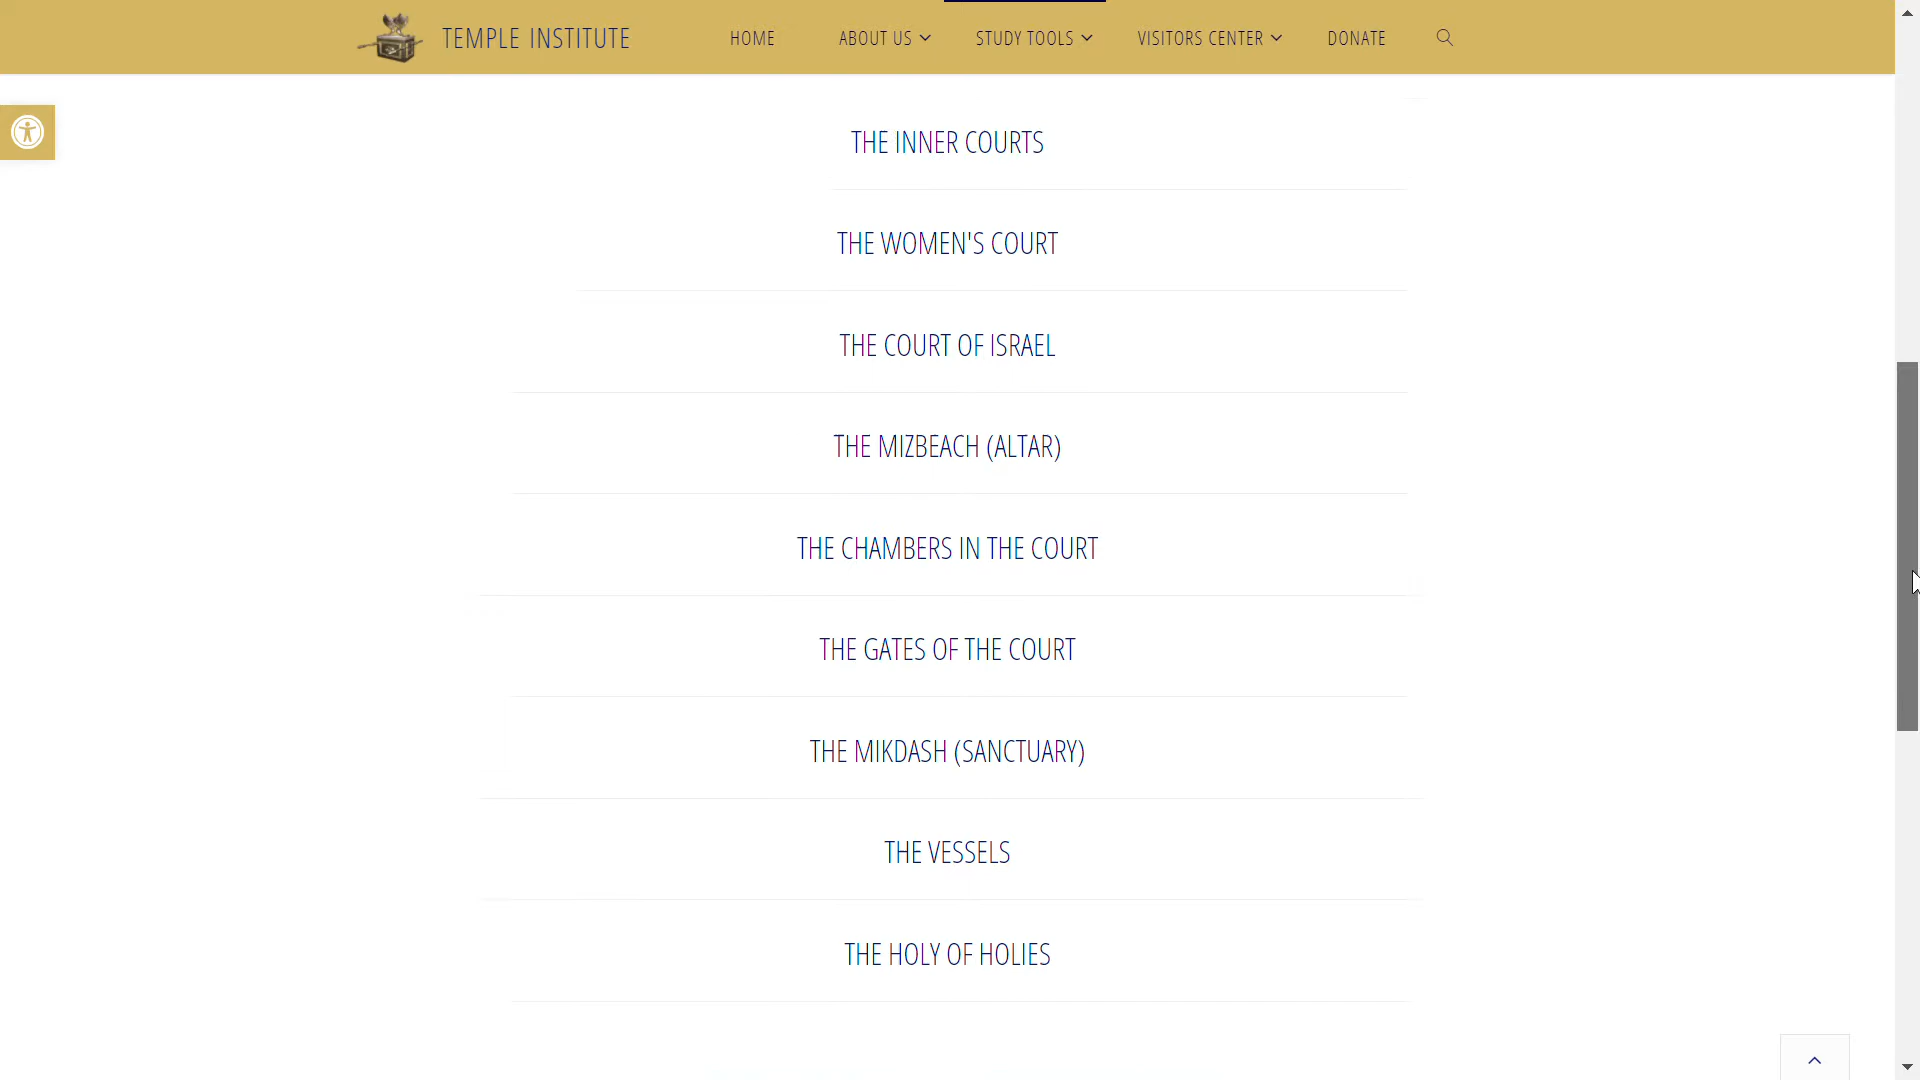 TEMPLE INSTITUTE HOME ABOUT US STUDY TOOLS VISITORS CENTER DONATE
THE INNER COURTS
THE WOMEN'S COURT
THE COURT OF ISRAEL
THE MIZBEACH (ALTAR)
THE CHAMBERS IN THE COURT
THE GATES OF THE COURT
THE MIKDASH (SANCTUARY)
THE VESSELS
THE HOLY OF HOLIES